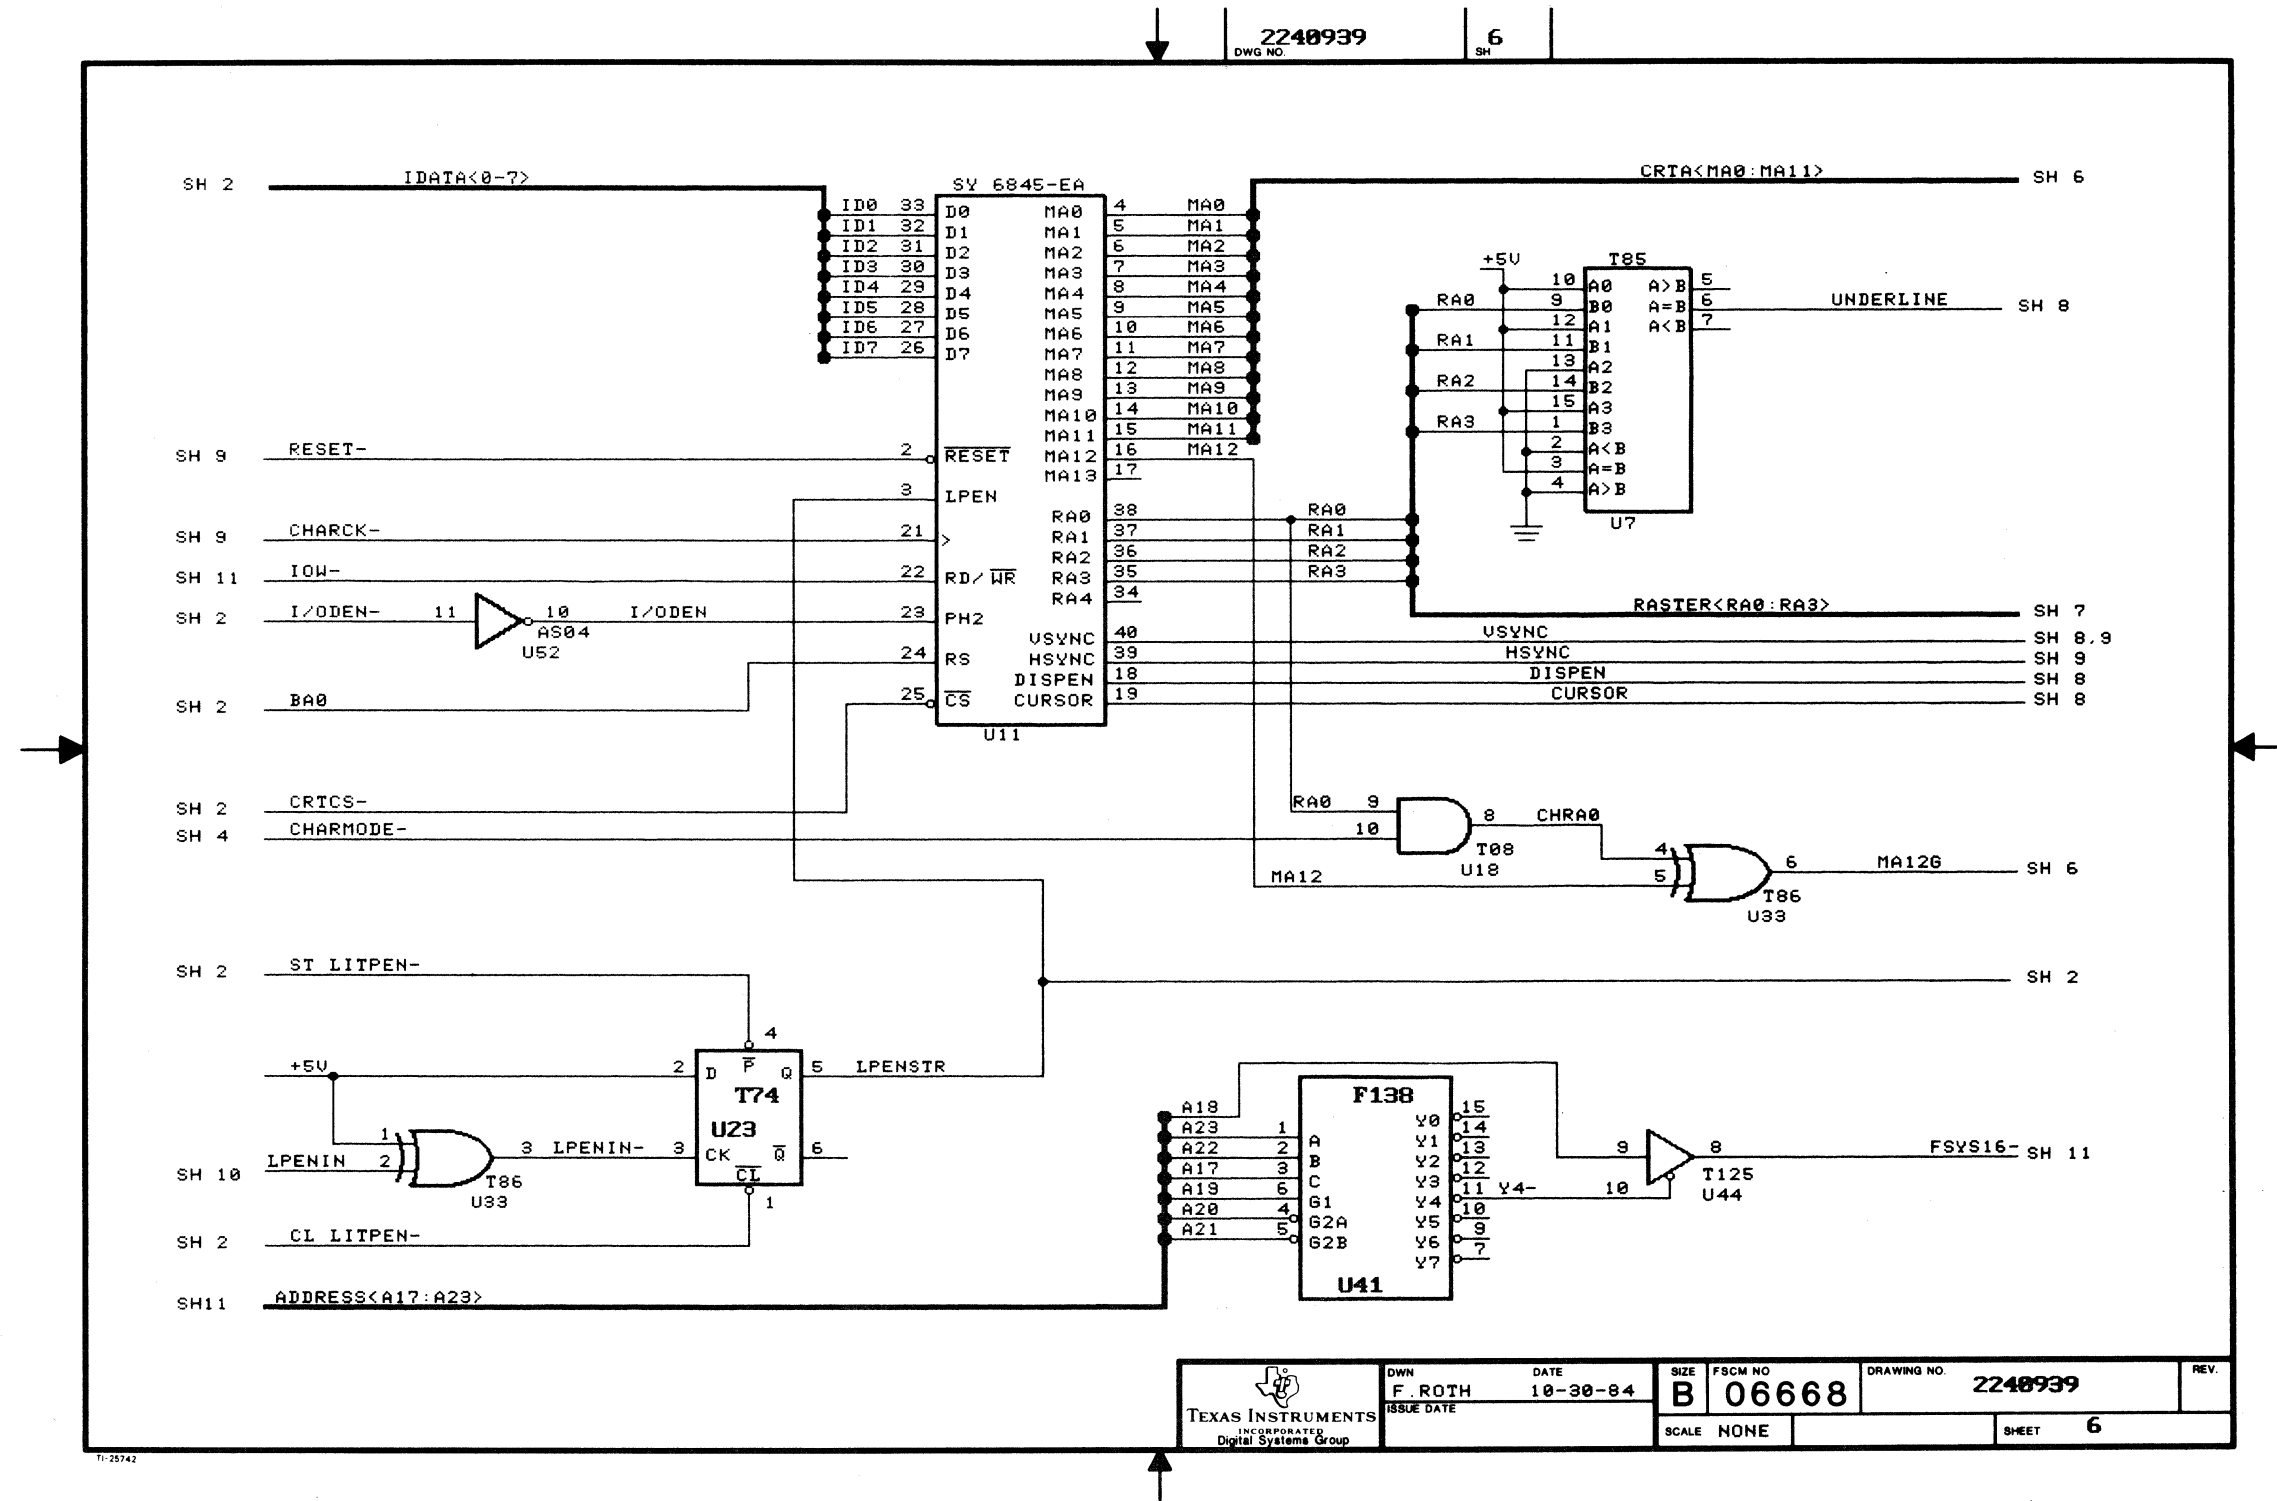 2240939
DWG NO.
6
SH
SH 2
IDATA<0-7>
SY 6845-EA
CRTA<MA0:MA11>
SH 6
ID0 33 D0 MA0 4 MA0
ID1 32 D1 MA1 5 MA1
ID2 31 D2 MA2 6 MA2
ID3 30 D3 MA3 7 MA3
ID4 29 D4 MA4 8 MA4
ID5 28 D5 MA5 9 MA5
ID6 27 D6 MA6 10 MA6
ID7 26 D7 MA7 11 MA7
MA8 12 MA8
MA9 13 MA9
MA10 14 MA10
MA11 15 MA11
MA12 16 MA12
MA13 17
+5V
T85
10 A0 A>B 5
RA0 9 B0 A=B 6 UNDERLINE SH 8
12 A1 A<B 7
RA1 11 B1
13 A2
RA2 14 B2
15 A3
RA3 1 B3
2 A<B
3 A=B
4 A>B
U7
SH 9 RESET- 2 RESET
3 LPEN
SH 9 CHARCK- 21 >
SH 11 IOW- 22 RD/WR
SH 2 I/ODEN- 11 10 I/ODEN 23 PH2
AS04
U52
24 RS
SH 2 BA0
25 CS
RA0 38 RA0
RA1 37 RA1
RA2 36 RA2
RA3 35 RA3
RA4 34
RASTER<RA0:RA3> SH 7
VSYNC 40 VSYNC SH 8,9
HSYNC 39 HSYNC SH 9
DISPEN 18 DISPEN SH 8
CURSOR 19 CURSOR SH 8
U11
SH 2 CRTCS-
SH 4 CHARMODE-
RA0 9
10
8 CHRA0
T08
U18
4
MA12 5
6 MA12G SH 6
T86
U33
SH 2 ST LITPEN-
SH 2
4
+5V 2 D P Q 5 LPENSTR
T74
U23
1
LPENIN 2
3 LPENIN- 3 CK Q 6
SH 10
T86
U33
CL
1
SH 2 CL LITPEN-
SH11 ADDRESS<A17:A23>
F138
A18
A23 1 A
A22 2 B
A17 3 C
A19 6 G1
A20 4 G2A
A21 5 G2B
Y0 15
Y1 14
Y2 13
Y3 12
Y4 11 Y4- 10
Y5 10
Y6 9
Y7 7
U41
9 8 FSYS16- SH 11
T125
U44
TEXAS INSTRUMENTS
INCORPORATED
Digital Systems Group
DWN
F.ROTH
DATE
10-30-84
ISSUE DATE
SIZE
B
FSCM NO
06668
DRAWING NO.
2240939
REV.
SCALE NONE
SHEET 6
TI-25742